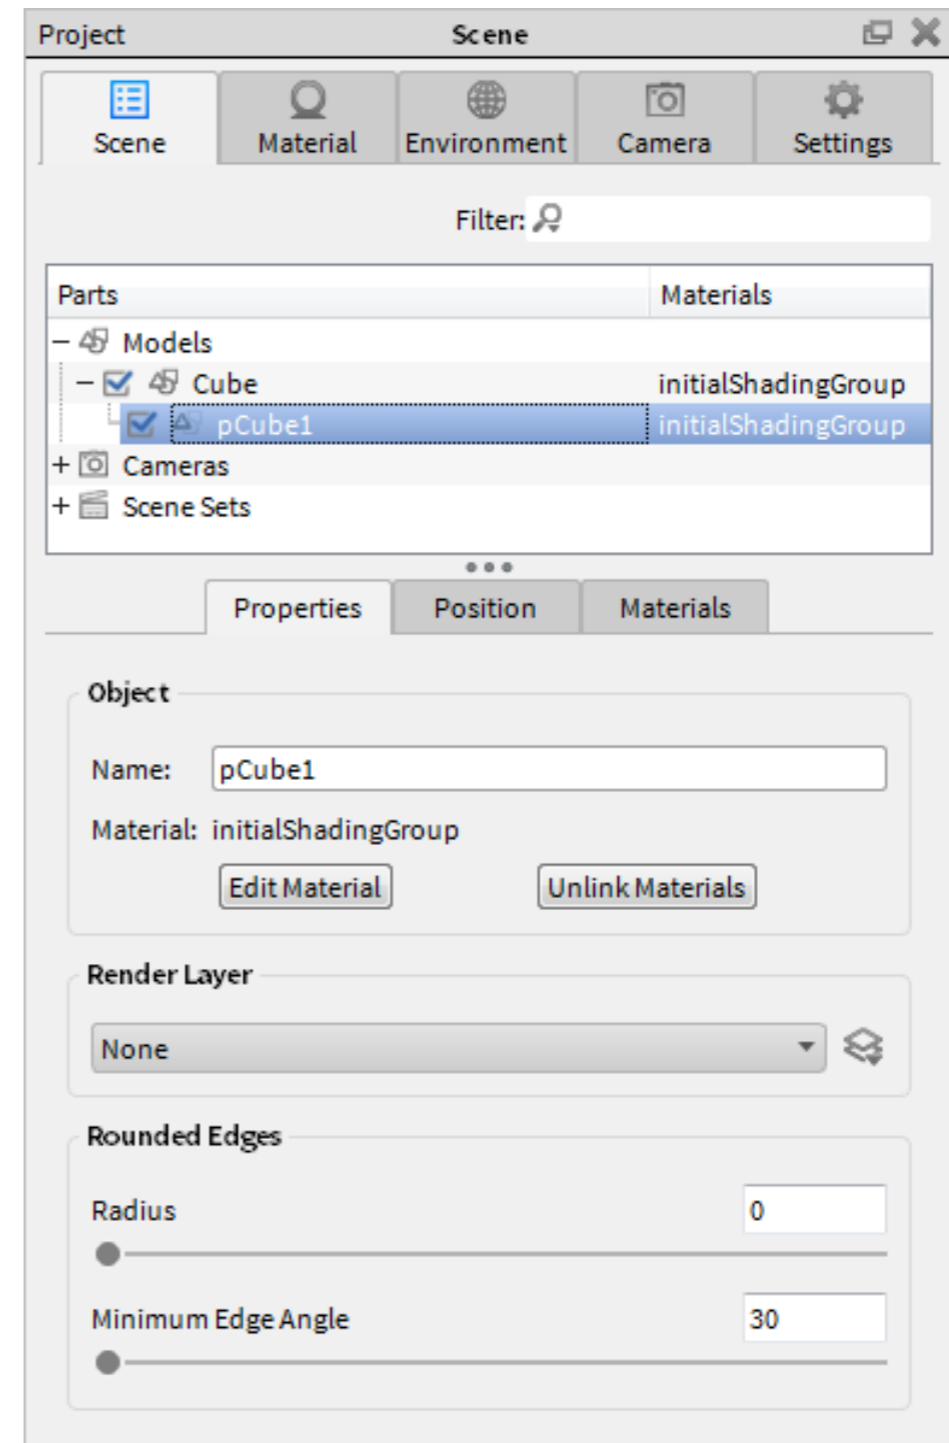 Project Scene
Scene Material Environment Camera Settings
Filter:
Parts Materials
Models
Cube initialShadingGroup
pCube1 initialShadingGroup
Cameras
Scene Sets
Properties Position Materials
Object
Name: pCube1
Material: initialShadingGroup
Edit Material Unlink Materials
Render Layer
None
Rounded Edges
Radius 0
Minimum Edge Angle 30